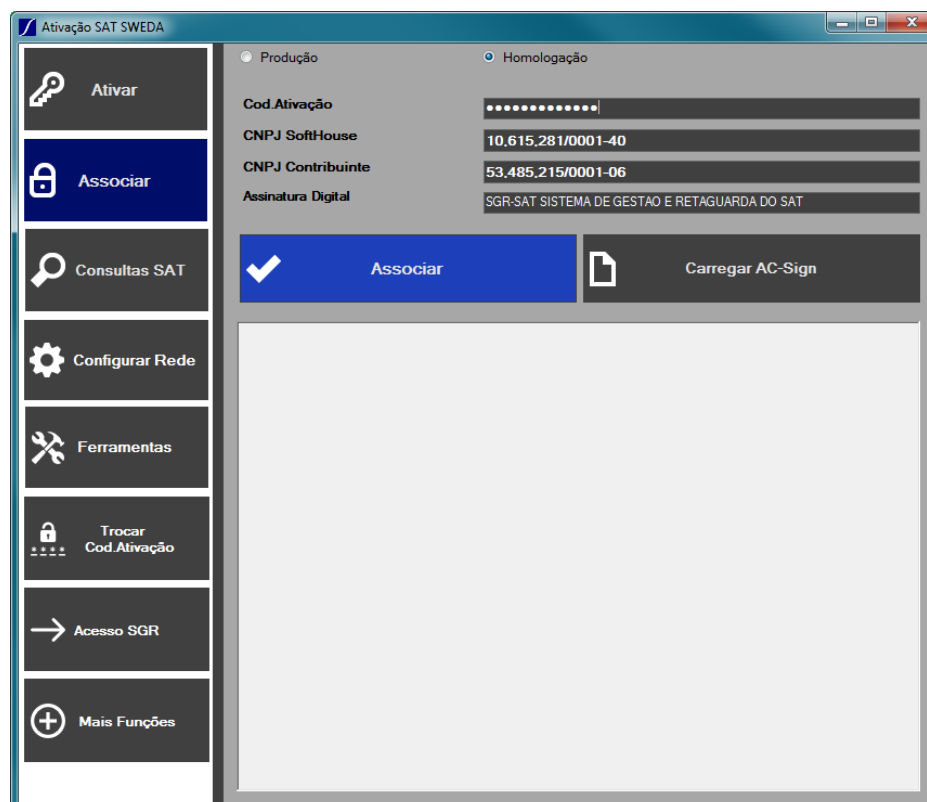 Ativação SAT SWEDA
Ativar
Associar
Consultas SAT
Configurar Rede
Ferramentas
****
Trocar
Cod.Ativação
Acesso SGR
Mais Funções
Produção
Homologação
Cod.Ativação
•••••••••••••
CNPJ SoftHouse
10,615,281/0001-40
CNPJ Contribuinte
53,485,215/0001-06
Assinatura Digital
SGR-SAT SISTEMA DE GESTAO E RETAGUARDA DO SAT
Associar
Carregar AC-Sign